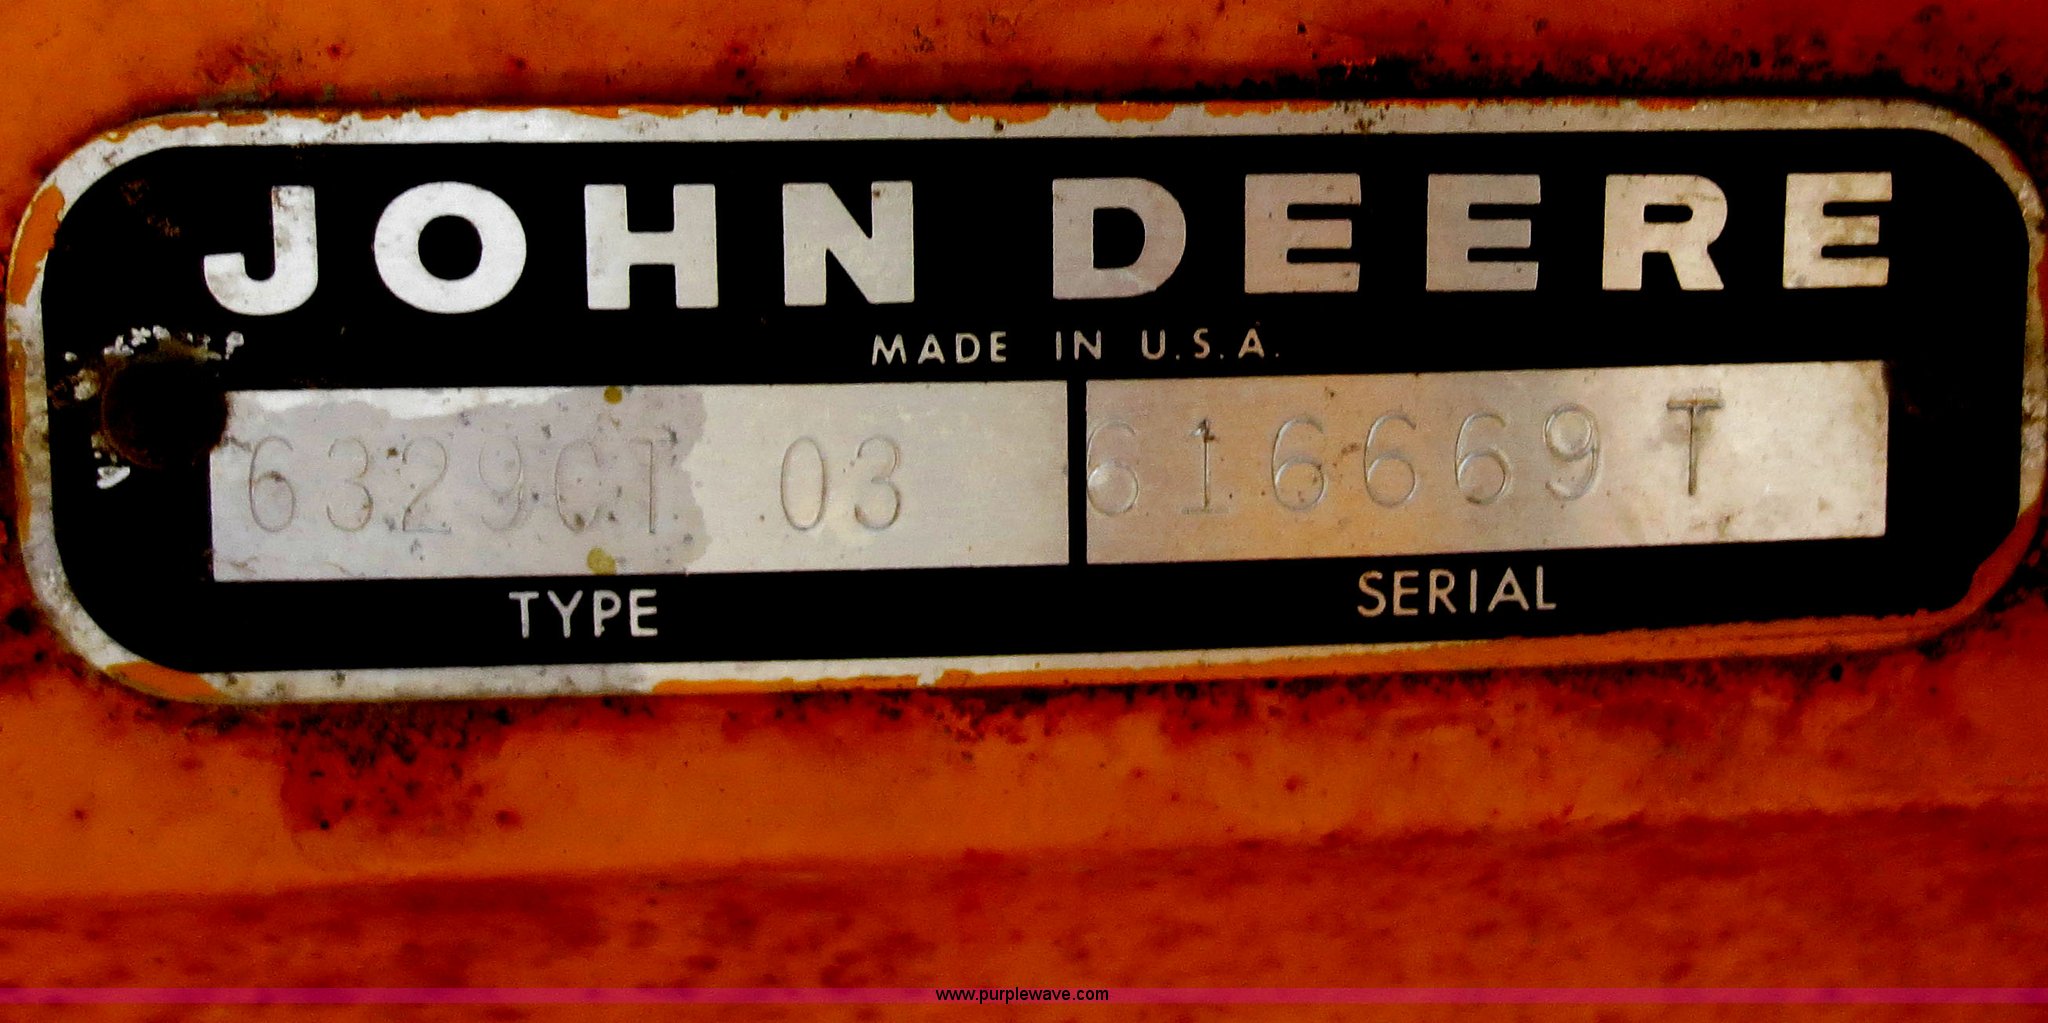 JOHN DEERE
MADE IN U.S.A.
6329CT 03 616669 T
TYPE SERIAL
www.purplewave.com